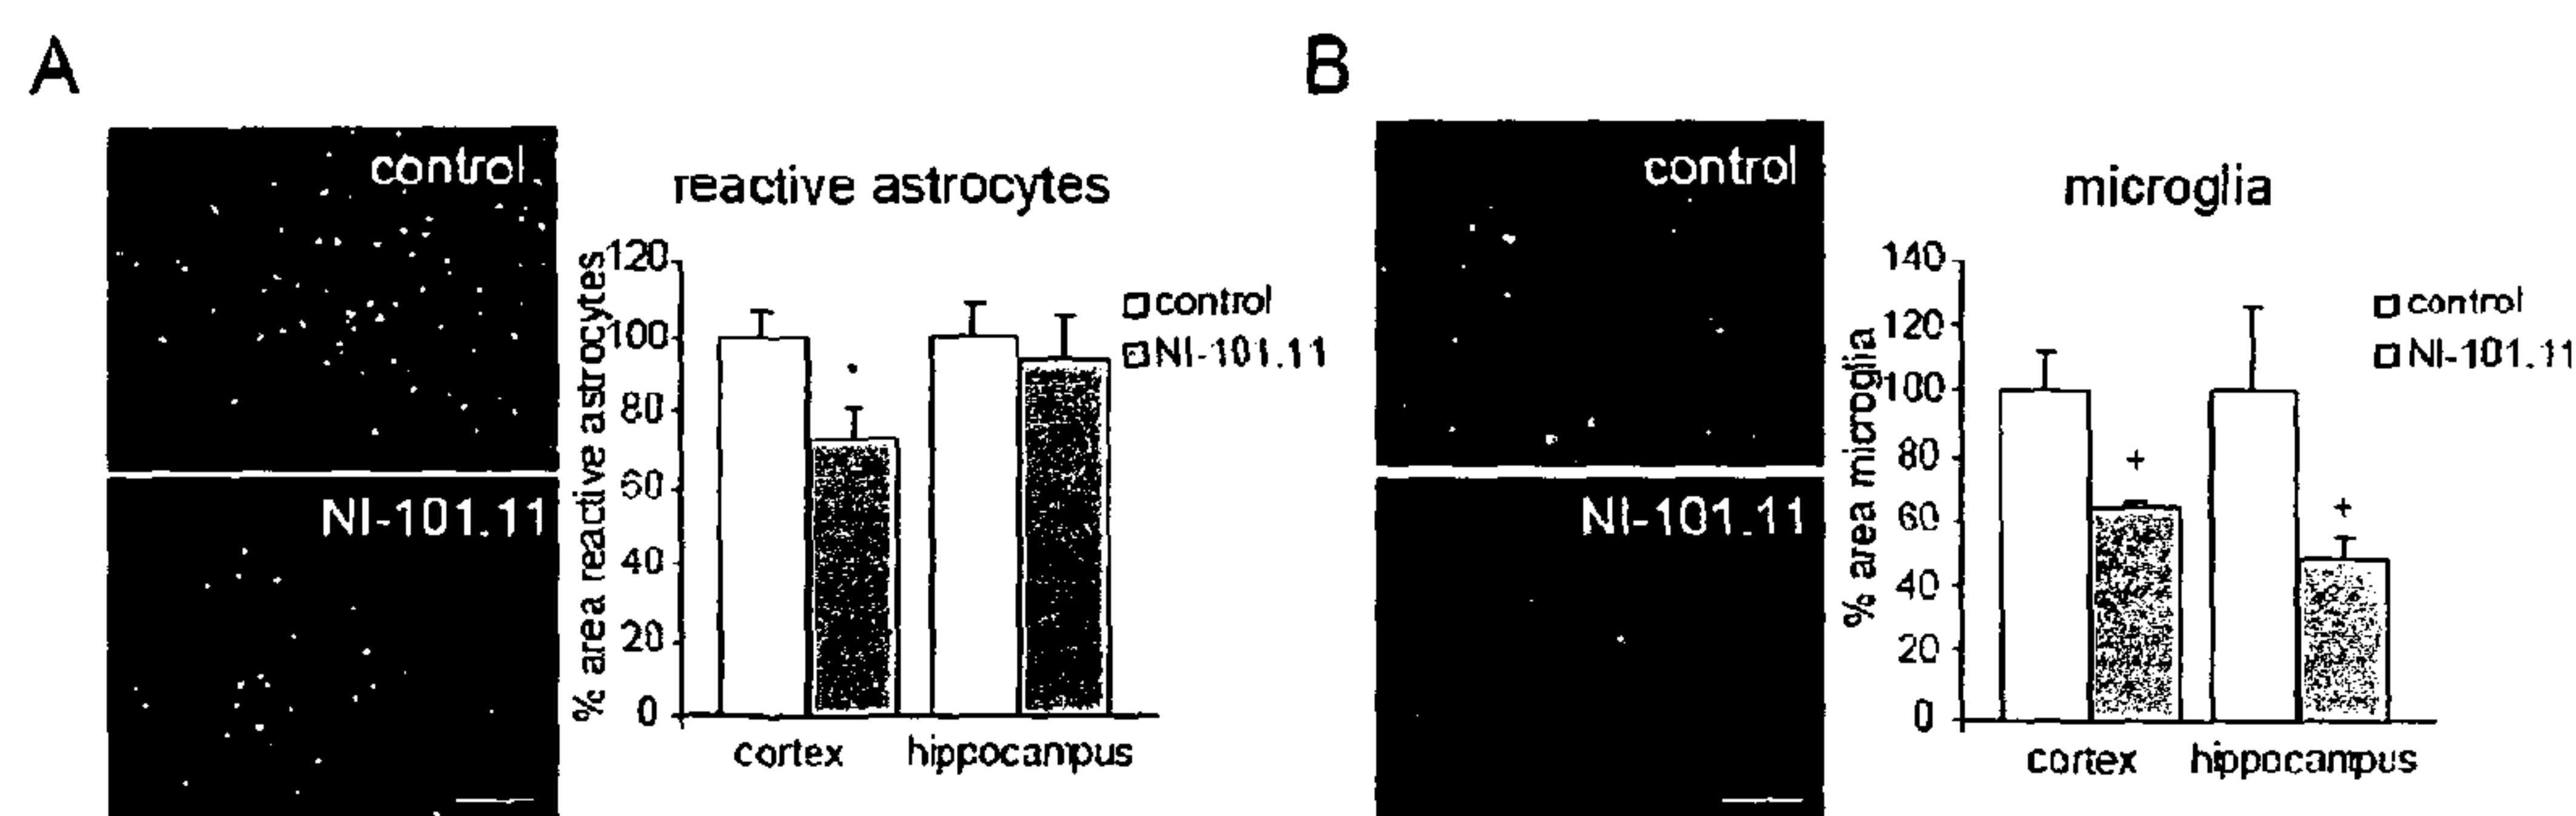 A
control
NI-101.11
reactive astrocytes
% area reactive astrocytes
120
100
80
60
40
20
0
cortex hippocampus
control
NI-101.11
B
control
NI-101.11
microglia
% area microglia
140
120
100
80
60
40
20
0
+
+
cortex hippocampus
control
NI-101.11